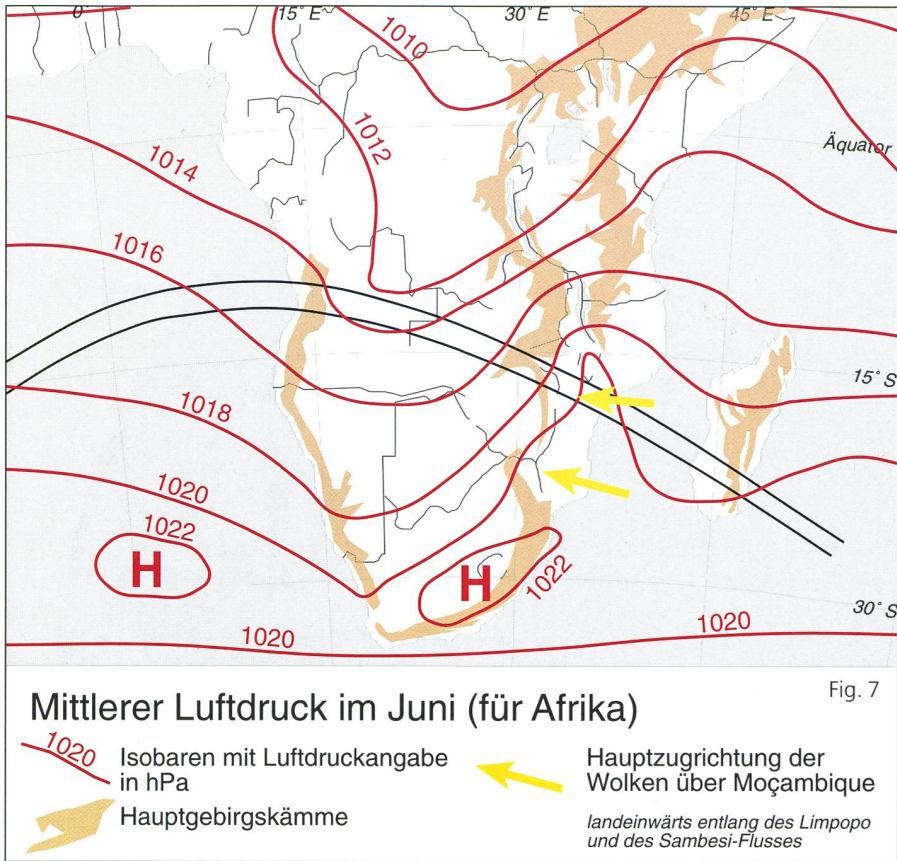 0°
15° E
30° E
45° E
1010
1012
Äquator
1014
1016
15° S
1018
1020
1022
H
H
1022
30° S
1020
1020
Fig. 7
Mittlerer Luftdruck im Juni (für Afrika)
1020
Isobaren mit Luftdruckangabe
in hPa
Hauptgebirgskämme
Hauptzugrichtung der
Wolken über Moçambique
landeinwärts entlang des Limpopo
und des Sambesi-Flusses